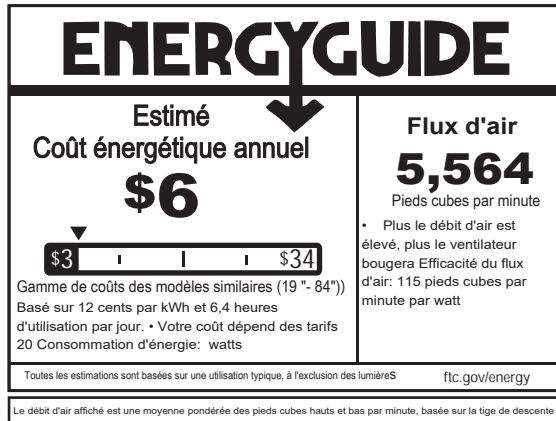 ENERGYGUIDE
Estimé
Coût énergétique annuel
$6
$3
$34
Gamme de coûts des modèles similaires (19 "- 84"))
Basé sur 12 cents par kWh et 6,4 heures
d'utilisation par jour. • Votre coût dépend des tarifs
20 Consommation d'énergie: watts
Flux d'air
5,564
Pieds cubes par minute
• Plus le débit d'air est
élevé, plus le ventilateur
bougera Efficacité du flux
d'air: 115 pieds cubes par
minute par watt
Toutes les estimations sont basées sur une utilisation typique, à l'exclusion des lumièreS
ftc.gov/energy
Le débit d'air affiché est une moyenne pondérée des pieds cubes hauts et bas par minute, basée sur la tige de descente